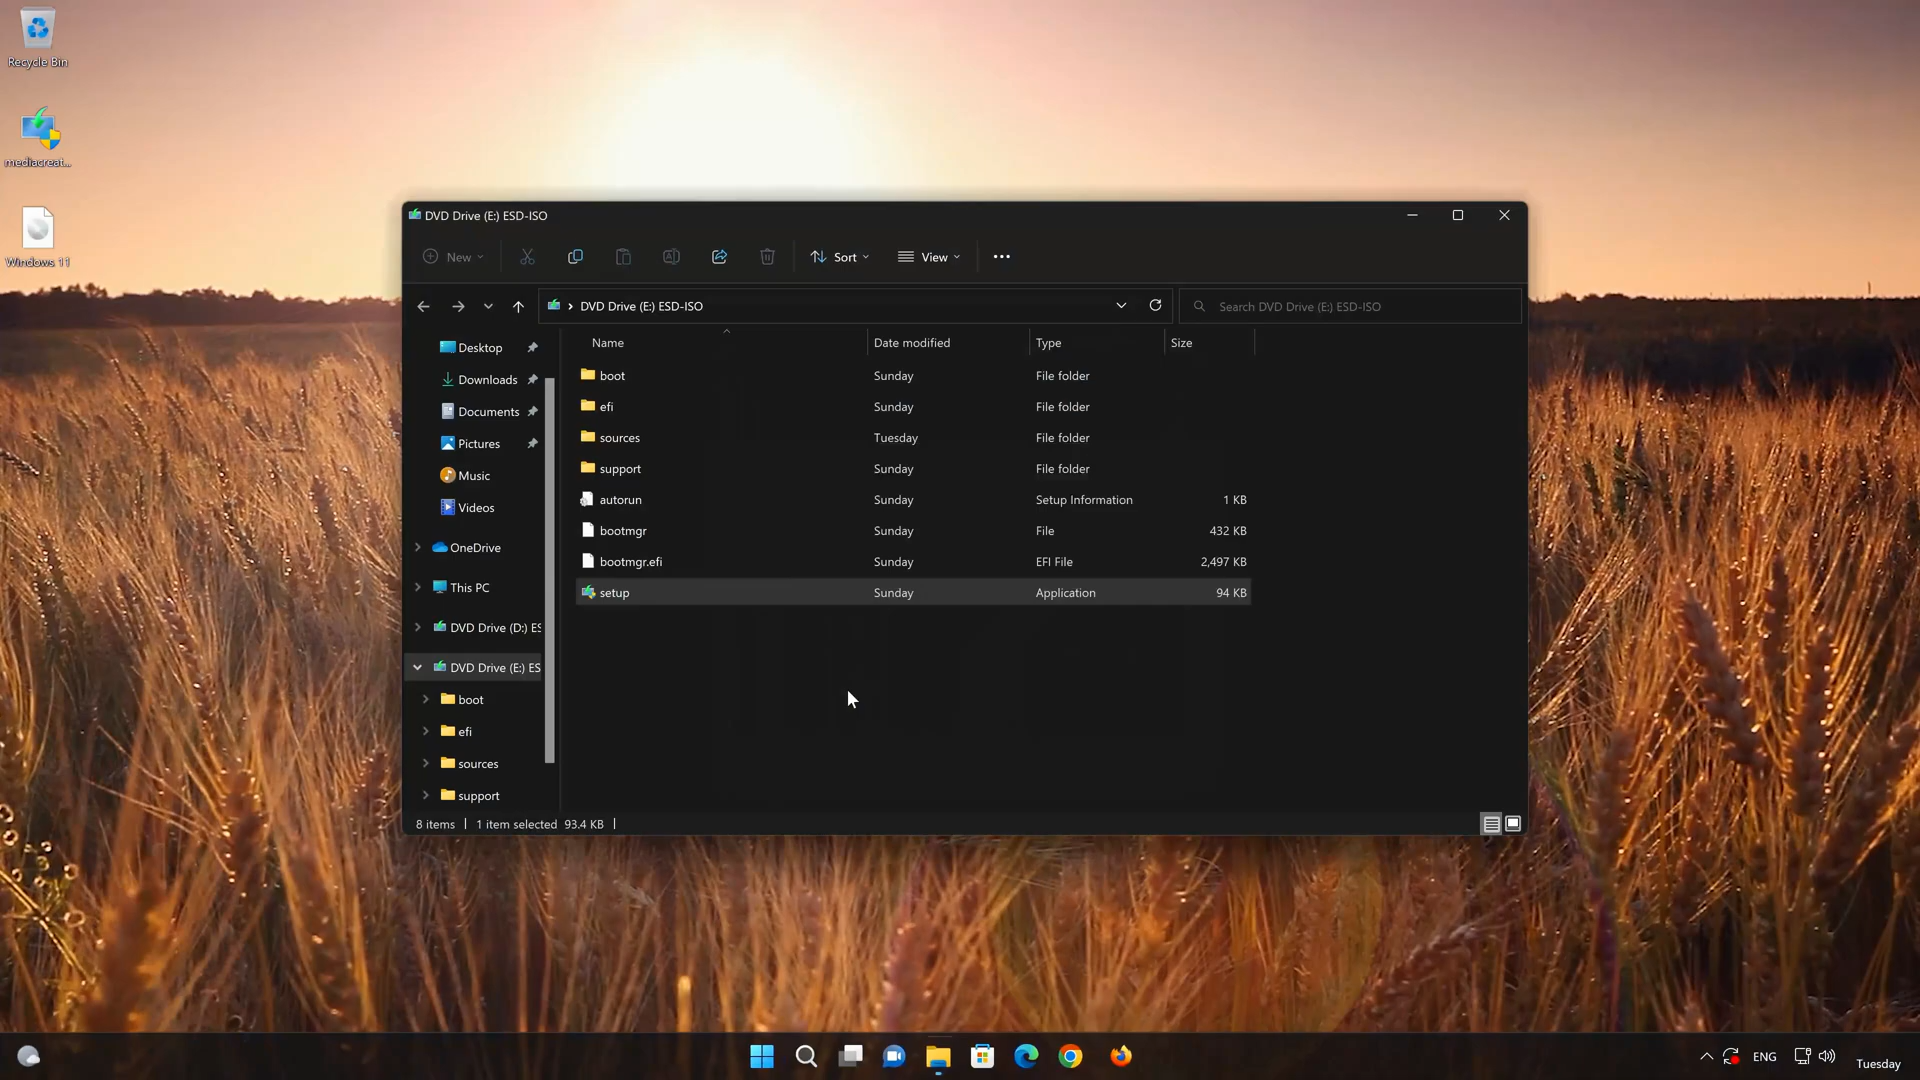 Recycle Bin
mediacreat...
Windows 11
DVD Drive (E:) ESD-ISO
New
Sort
View
DVD Drive (E:) ESD-ISO
Search DVD Drive (E:) ESD-ISO
Name Date modified Type Size
Desktop
Downloads
Documents
Pictures
Music
Videos
OneDrive
This PC
DVD Drive (D:) ES
DVD Drive (E:) ES
boot
efi
sources
support
boot Sunday File folder
efi Sunday File folder
sources Tuesday File folder
support Sunday File folder
autorun Sunday Setup Information 1 KB
bootmgr Sunday File 432 KB
bootmgr.efi Sunday EFI File 2,497 KB
setup Sunday Application 94 KB
8 items 1 item selected 93.4 KB
ENG
Tuesday